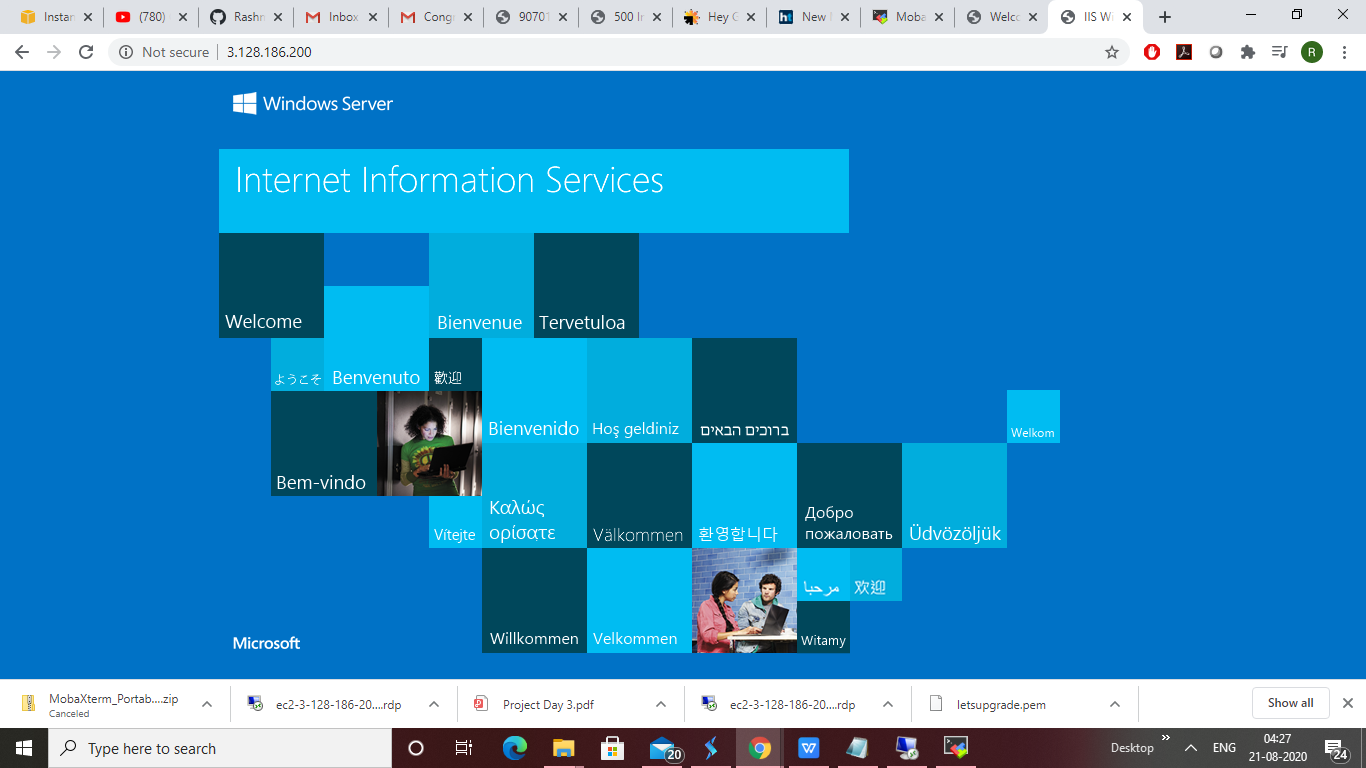 Instan
(780)
Rashr
Inbox
Cong
90701
500 In
Hey G
New
Moba
Welco
IIS Wi
Not secure
3.128.186.200
R
Windows Server
Internet Information Services
Welcome
Bienvenue
Tervetuloa
ようこそ
Benvenuto
歡迎
Bienvenido
Hoş geldiniz
ברוכים הבאים
Welkom
Bem-vindo
Vítejte
Καλώς
ορίσατε
Välkommen
환영합니다
Добро
пожаловать
Üdvözöljük
Willkommen
Velkommen
مرحبا
欢迎
Witamy
Microsoft
MobaXterm_Portab....zip
Canceled
ec2-3-128-186-20....rdp
Project Day 3.pdf
ec2-3-128-186-20....rdp
letsupgrade.pem
Show all
Type here to search
20
Desktop
ENG
04:27
21-08-2020
24